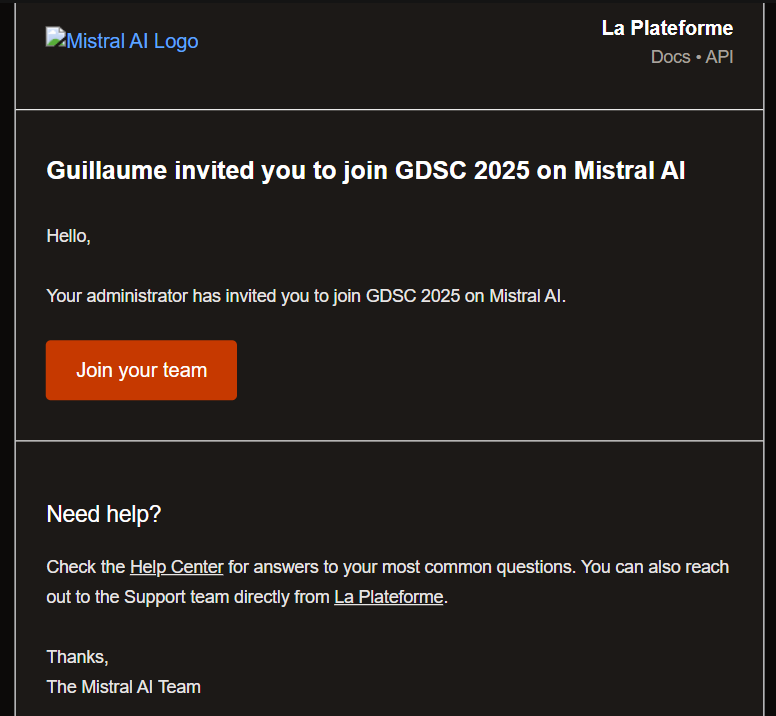 Mistral AI Logo
La Plateforme
Docs • API
Guillaume invited you to join GDSC 2025 on Mistral AI
Hello,
Your administrator has invited you to join GDSC 2025 on Mistral AI.
Join your team
Need help?
Check the Help Center for answers to your most common questions. You can also reach
out to the Support team directly from La Plateforme.
Thanks,
The Mistral AI Team